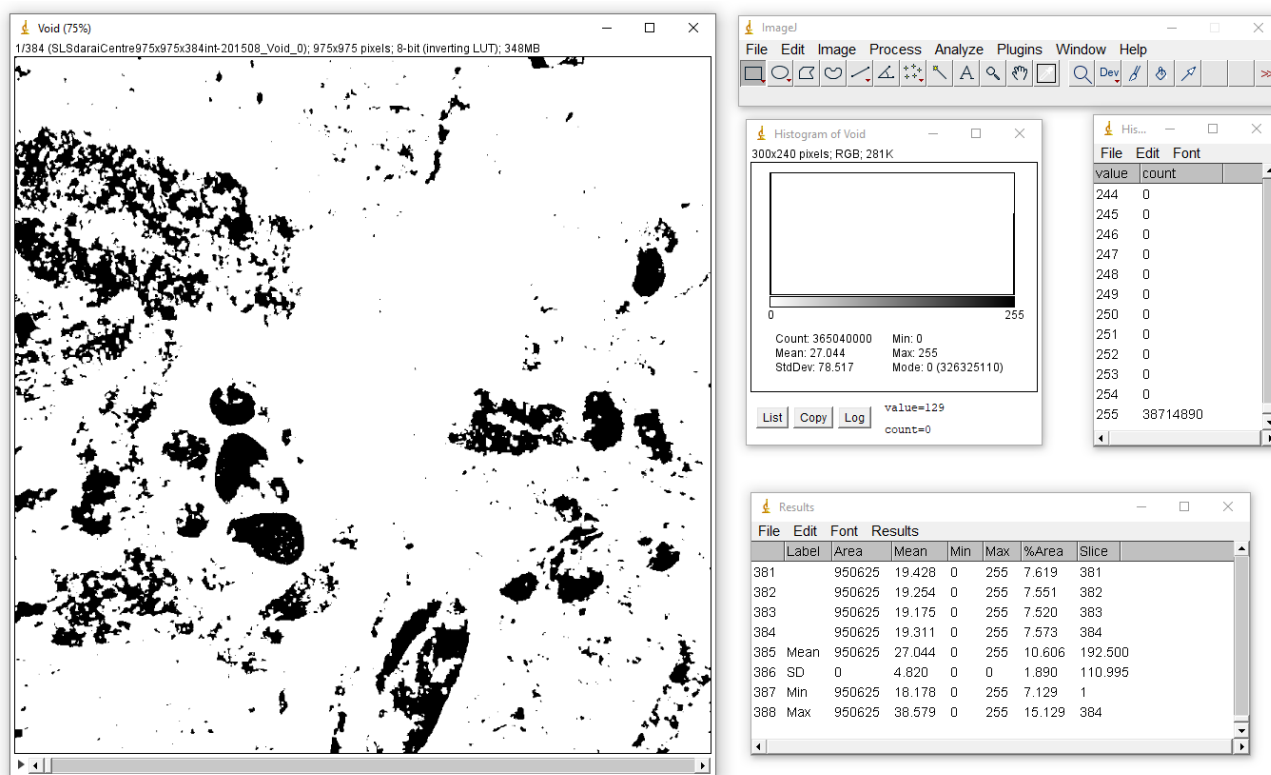 Void (75%)
1/384 (SLSdaraiCentre975x975x384int-201508_Void_0); 975x975 pixels; 8-bit (inverting LUT); 348MB
ImageJ
File Edit Image Process Analyze Plugins Window Help
Dev
Histogram of Void
300x240 pixels; RGB; 281K
0 255
Count: 365040000 Min: 0
Mean: 27.044 Max: 255
StdDev: 78.517 Mode: 0 (326325110)
List Copy Log
value=129
count=0
His...
File Edit Font
value count
244 0
245 0
246 0
247 0
248 0
249 0
250 0
251 0
252 0
253 0
254 0
255 38714890
Results
File Edit Font Results
Label Area Mean Min Max %Area Slice
381 950625 19.428 0 255 7.619 381
382 950625 19.254 0 255 7.551 382
383 950625 19.175 0 255 7.520 383
384 950625 19.311 0 255 7.573 384
385 Mean 950625 27.044 0 255 10.606 192.500
386 SD 0 4.820 0 0 1.890 110.995
387 Min 950625 18.178 0 255 7.129 1
388 Max 950625 38.579 0 255 15.129 384